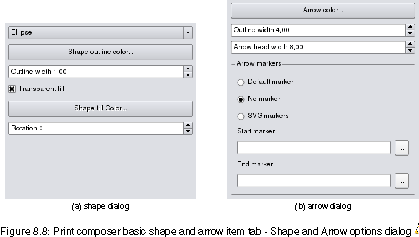 Ellipse
Shape outline color...
Outline width 1,00
Transparent fill
Shape fill Color...
Rotation 0
(a) shape dialog
Arrow color...
Outline width 4,00
Arrow head width 8,00
Arrow markers
Default marker
No marker
SVG markers
Start marker
...
End marker
...
(b) arrow dialog
Figure 8.8: Print composer basic shape and arrow item tab - Shape and Arrow options dialog